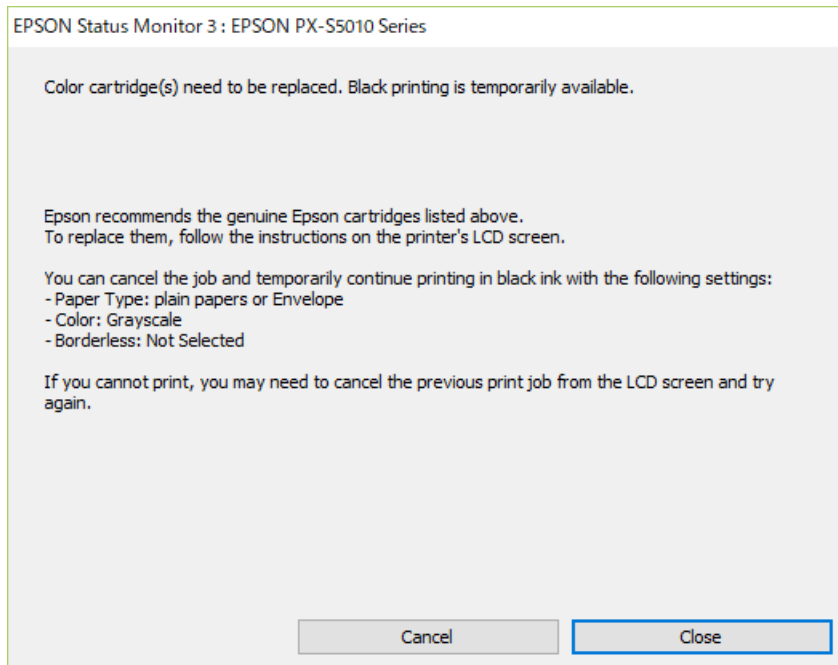 EPSON Status Monitor 3 : EPSON PX-S5010 Series
Color cartridge(s) need to be replaced. Black printing is temporarily available.
Epson recommends the genuine Epson cartridges listed above.
To replace them, follow the instructions on the printer's LCD screen.
You can cancel the job and temporarily continue printing in black ink with the following settings:
- Paper Type: plain papers or Envelope
- Color: Grayscale
- Borderless: Not Selected
If you cannot print, you may need to cancel the previous print job from the LCD screen and try
again.
Cancel
Close